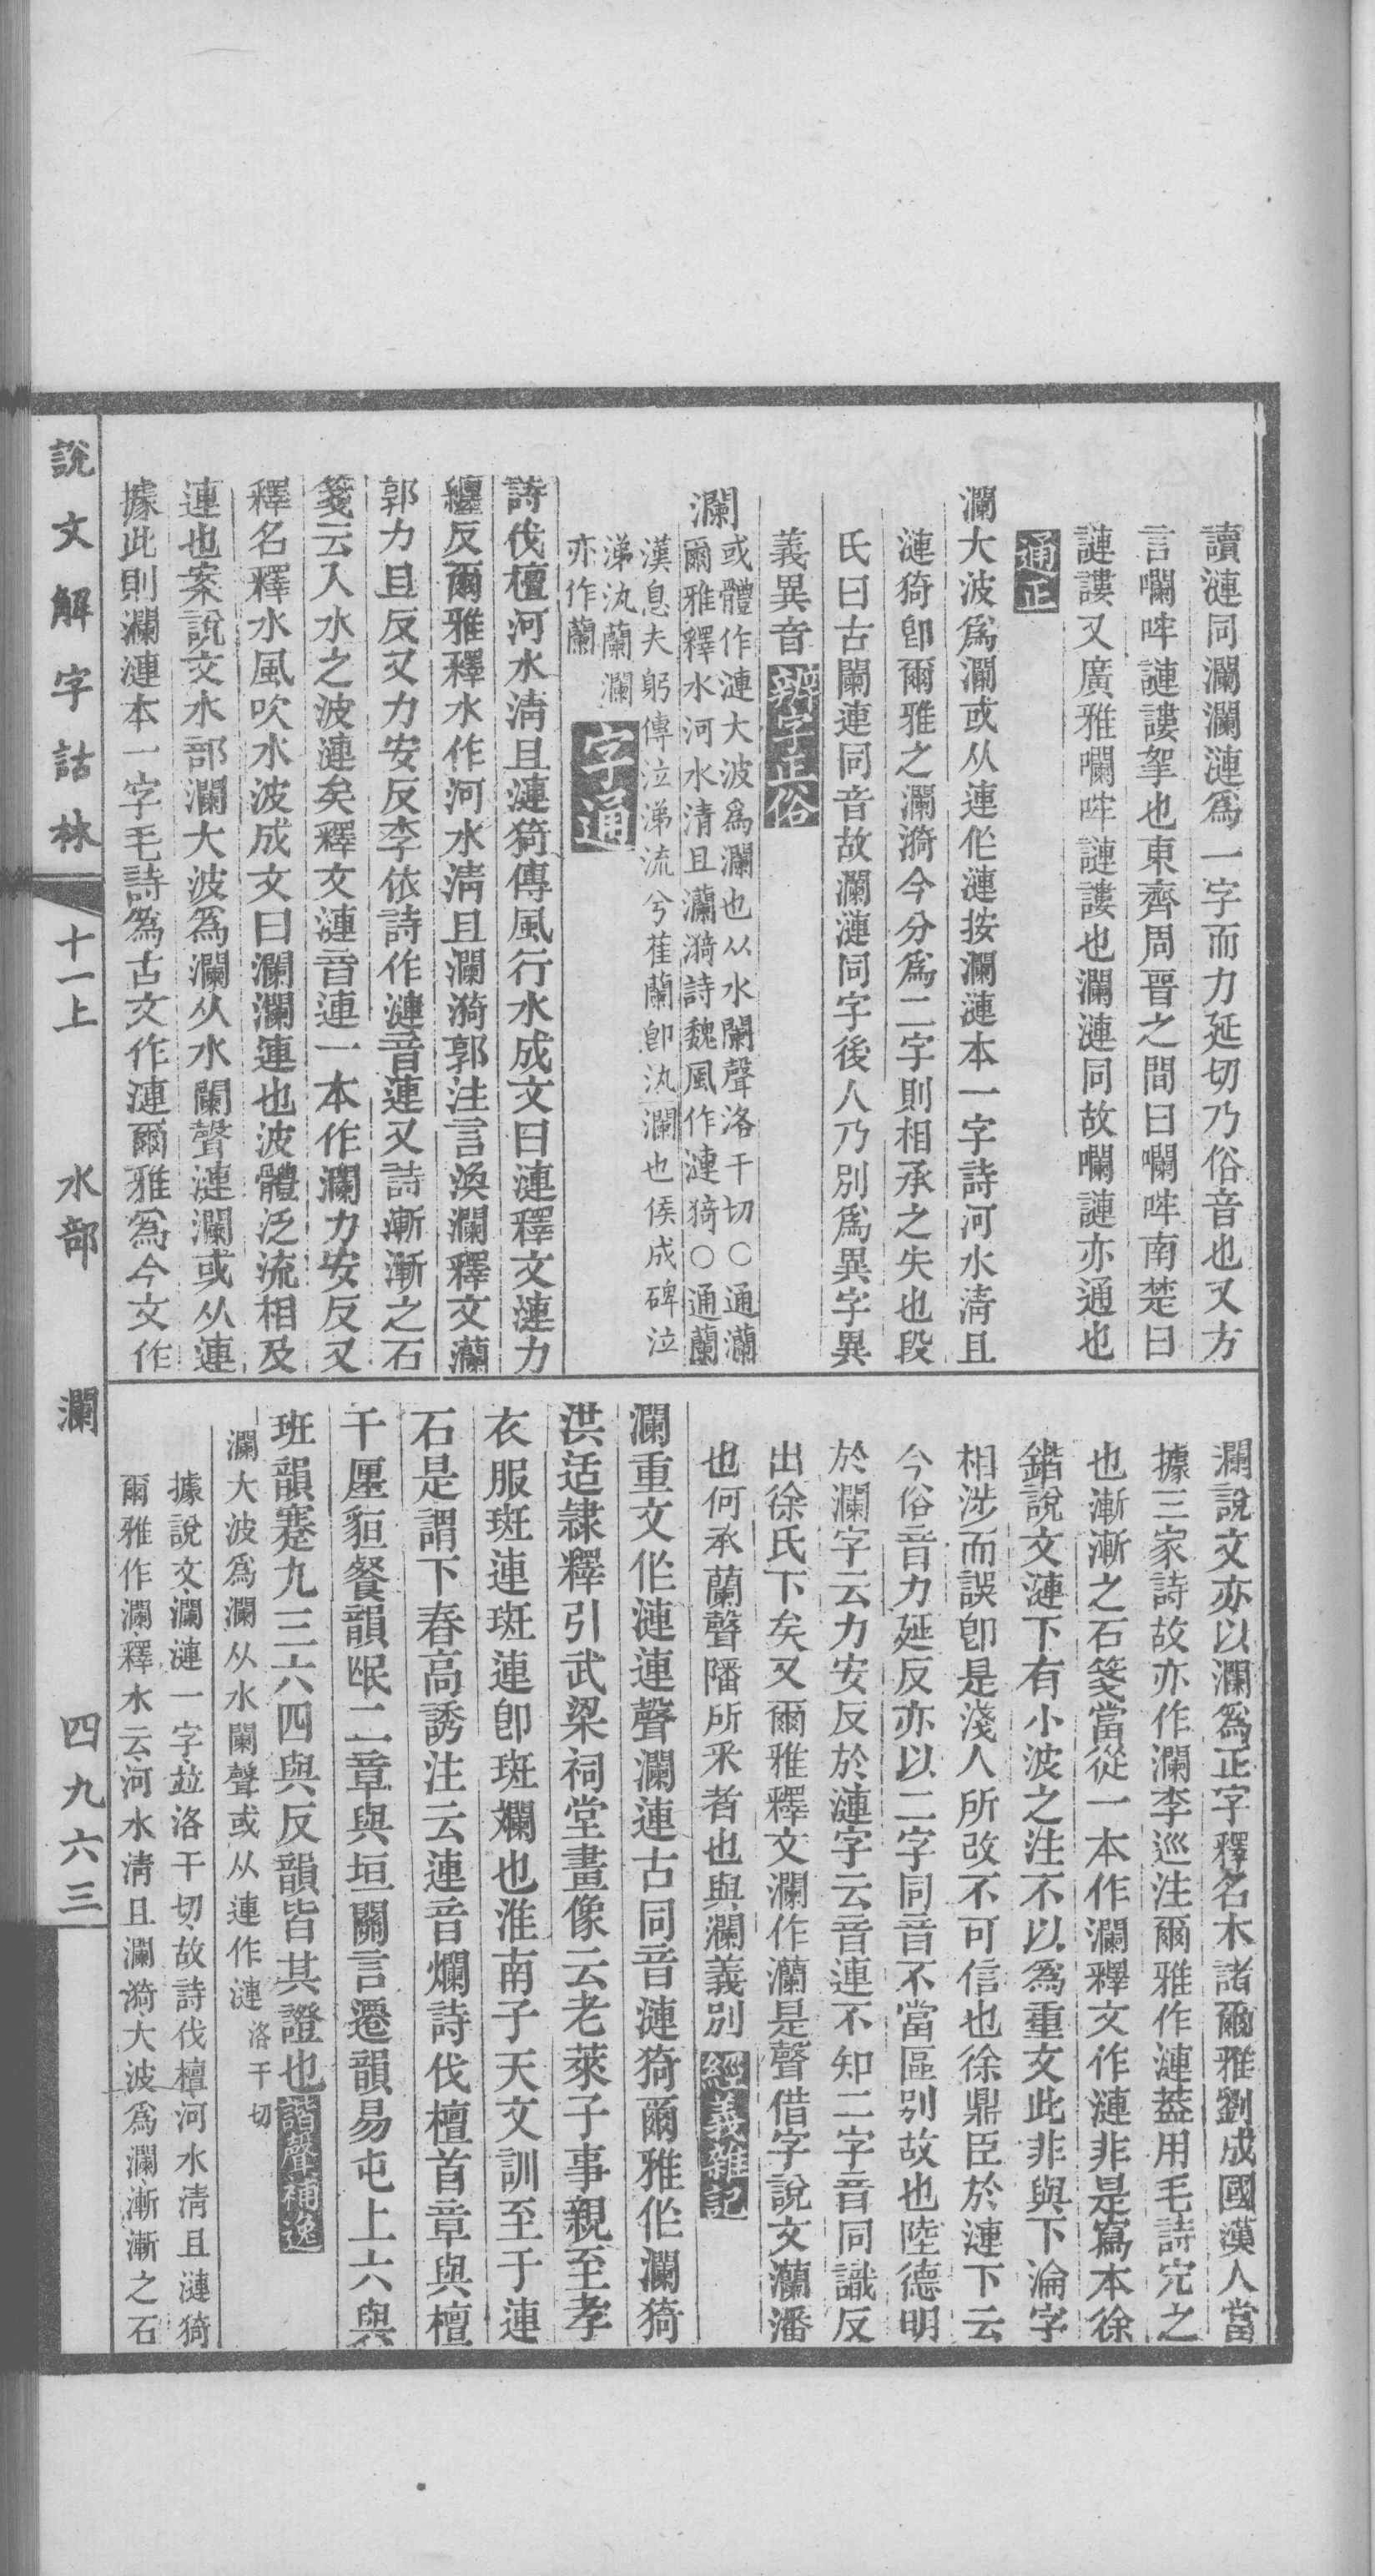 讀漣同瀾瀾漣爲一字而力延切乃俗音也又方
言㘓哰謰謱拏也東齊周晉之間曰㘓哰南楚曰
謰謱又廣雅㘓哰謰謱也瀾漣同故㘓謰亦通也
通正
瀾大波爲瀾或从連作漣按瀾漣本一字詩河水淸且
漣猗卽爾雅之瀾漪今分爲二字則相承之失也段
氏曰古闌連同音故瀾漣同字後人乃別爲異字異
義異音 辨字正俗
瀾或體作漣大波爲瀾也从水闌聲洛干切○通灡
爾雅釋水河水清且灡漪詩魏風作漣猗○通蘭
漢息夫躬傳泣涕流兮萑蘭卽汍瀾也侯成碑泣
涕汍蘭瀾
亦作蘭
字通
詩伐檀河水淸且漣猗傳風行水成文曰漣釋文漣力
纏反爾雅釋水作河水淸且瀾漪郭注言渙瀾釋文灡
郭力且反又力安反李依詩作漣音連又詩漸漸之石
箋云入水之波漣矣釋文漣音連一本作瀾力安反又
釋名釋水風吹水波成文曰瀾瀾連也波體泛流相及
連也案說文水部瀾大波爲瀾从水闌聲漣瀾或从連
據此則瀾漣本一字毛詩爲古文作漣爾雅爲今文作
瀾說文亦以瀾爲正字釋名本諸爾雅劉成國漢人當
據三家詩故亦作瀾李巡注爾雅作漣葢用毛詩定之
也漸漸之石箋當從一本作瀾釋文作漣非是寫本徐
鍇說文漣下有小波之注不以爲重文此非與下淪字
相涉而誤卽是淺人所改不可信也徐鼎臣於漣下云
今俗音力延反亦以二字同音不當區別故也陸德明
於瀾字云力安反於漣字云音連不知二字音同識反
出徐氏下矣又爾雅釋文瀾作灡是聲借字說文灡潘
也何承蘭聲隨所釆者也與瀾義別 經義雜記
瀾重文作漣連聲瀾連古同音漣猗爾雅作瀾猗
洪适隸釋引武梁祠堂畫像云老萊子事親至孝
衣服斑連斑連卽斑斕也淮南子天文訓至于連
石是謂下舂高誘注云連音爛詩伐檀首章與檀
干廛貆餐韻氓二章與垣關言遷韻易屯上六與
班韻蹇九三六四與反韻皆其證也 諧聲補逸
瀾大波爲瀾从水闌聲或从連作漣洛干切
據說文瀾漣一字竝洛干切故詩伐檀河水淸且漣猗
爾雅作瀾釋水云河水淸且瀾漪大波爲瀾漸漸之石
說文解字詁林 十一上 水部 瀾 四九六三